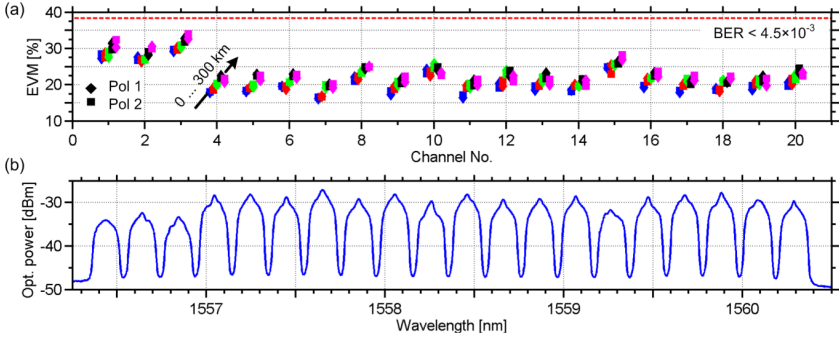 (a)
40
30
20
10
EVM [%]
BER < 4.5×10⁻³
0 ... 300 km
Pol 1
Pol 2
0 2 4 6 8 10 12 14 16 18 20
Channel No.
(b)
-30
-40
-50
Opt. power [dBm]
1557 1558 1559 1560
Wavelength [nm]